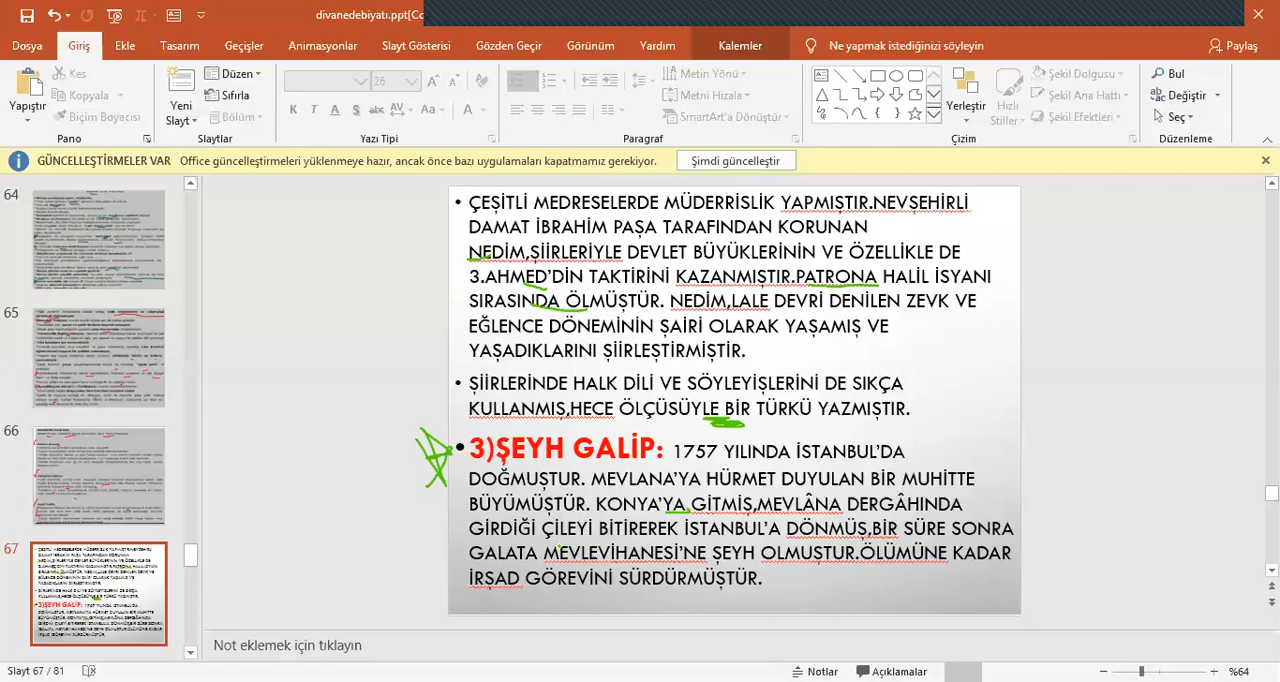 divanedebiyatı.ppt[Co
Dosya Giriş Ekle Tasarım Geçişler Animasyonlar Slayt Gösterisi Gözden Geçir Görünüm Yardım Kalemler Ne yapmak istediğinizi söyleyin Paylaş
Yapıştır Kes Kopyala Biçim Boyacısı Pano
Yeni Slayt Düzen Sıfırla Bölüm Slaytlar
25 K T A S abc AV Aa A Yazı Tipi
Metin Yönü Metni Hizala SmartArt'a Dönüştür Paragraf
Yerleştir Hızlı Stiller Şekil Dolgusu Şekil Ana Hattı Şekil Efektleri Çizim
Bul Değiştir Seç Düzenleme
GÜNCELLEŞTİRMELER VAR Office güncelleştirmeleri yüklenmeye hazır, ancak önce bazı uygulamaları kapatmamız gerekiyor. Şimdi güncelleştir
64
65
66
67
• ÇEŞİTLİ MEDRESELERDE MÜDERRİSLİK YAPMIŞTIR.NEVŞEHİRLİ
DAMAT İBRAHİM PAŞA TARAFINDAN KORUNAN
NEDİM,ŞİİRLERİYLE DEVLET BÜYÜKLERİNİN VE ÖZELLİKLE DE
3.AHMED'İN TAKTİRİNİ KAZANMIŞTIR.PATRONA HALİL İSYANI
SIRASINDA ÖLMÜŞTÜR. NEDİM,LALE DEVRİ DENİLEN ZEVK VE
EĞLENCE DÖNEMİNİN ŞAİRİ OLARAK YAŞAMIŞ VE
YAŞADIKLARINI ŞİİRLEŞTİRMİŞTİR.
• ŞİİRLERİNDE HALK DİLİ VE SÖYLEYİŞLERİNİ DE SIKÇA
KULLANMIŞ,HECE ÖLÇÜSÜYLE BİR TÜRKÜ YAZMIŞTIR.
• 3)ŞEYH GALİP: 1757 YILINDA İSTANBUL'DA
DOĞMUŞTUR. MEVLANA'YA HÜRMET DUYULAN BİR MUHİTTE
BÜYÜMÜŞTÜR. KONYA'YA GİTMİŞ,MEVLÂNA DERGÂHINDA
GİRDİĞİ ÇİLEYİ BİTİREREK İSTANBUL'A DÖNMÜŞ,BİR SÜRE SONRA
GALATA MEVLEVİHANESİ'NE ŞEYH OLMUŞTUR.ÖLÜMÜNE KADAR
İRŞAD GÖREVİNİ SÜRDÜRMÜŞTÜR.
Not eklemek için tıklayın
Slayt 67 / 81 Notlar Açıklamalar %64